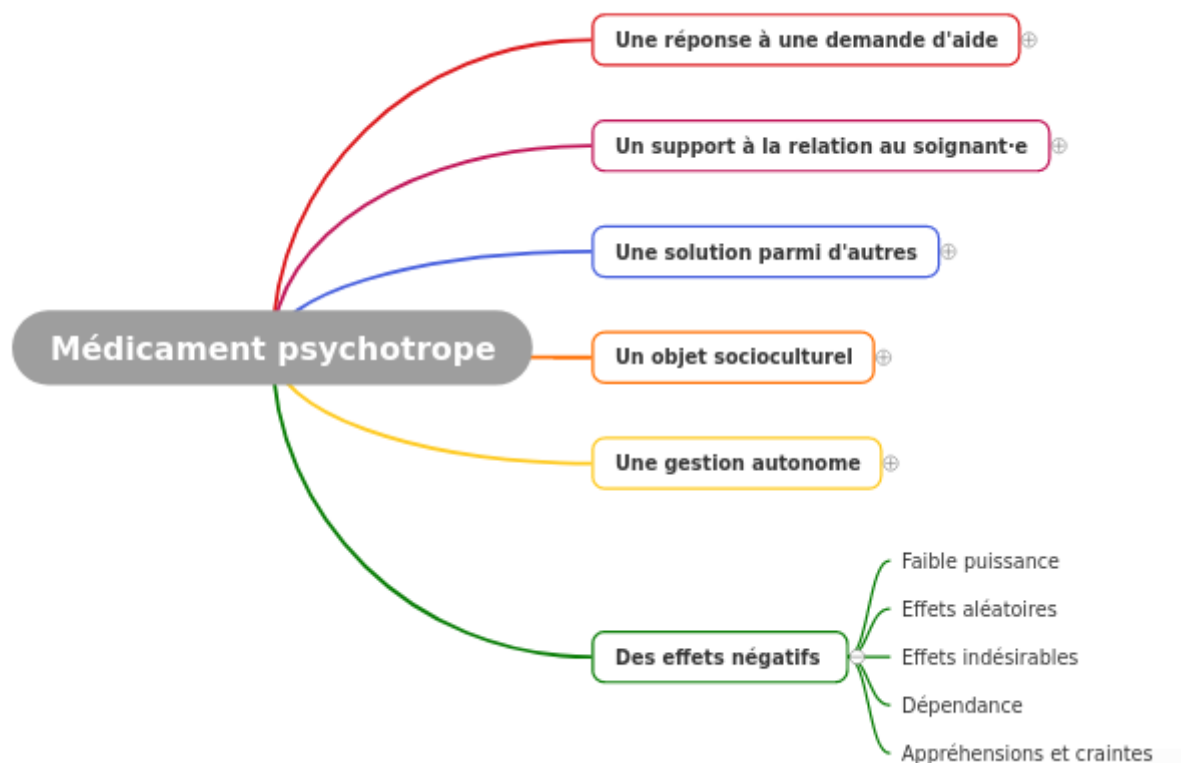 Une réponse à une demande d'aide
Un support à la relation au soignant·e
Une solution parmi d'autres
Médicament psychotrope
Un objet socioculturel
Une gestion autonome
Des effets négatifs
Faible puissance
Effets aléatoires
Effets indésirables
Dépendance
Appréhensions et craintes